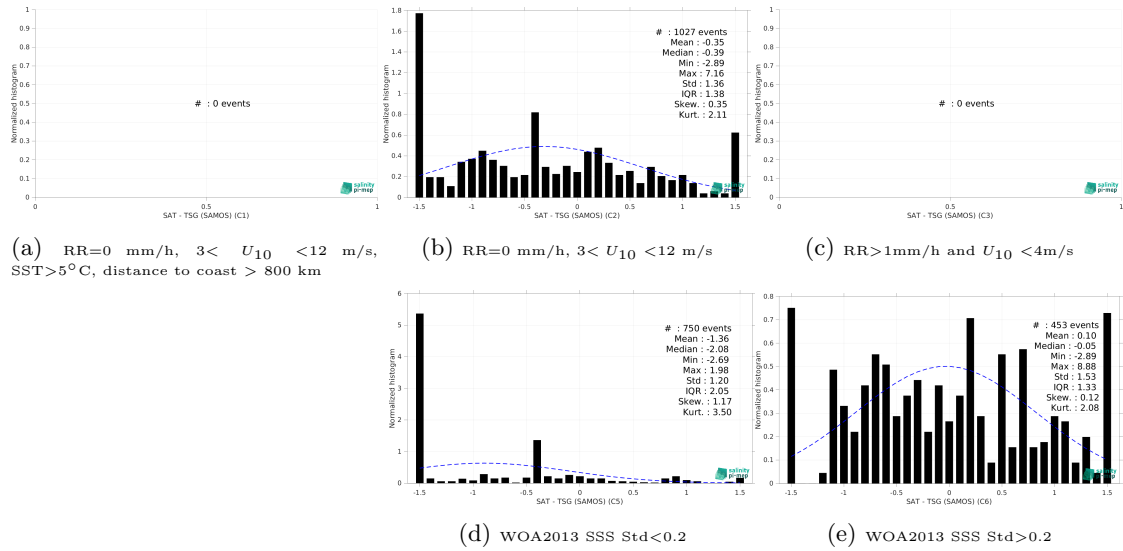 1
0.9
0.8
0.7
0.6
0.5
0.4
0.3
0.2
0.1
0
Normalized histogram
# : 0 events
salinity
pi-mep
0 0.5 1
SAT - TSG (SAMOS) (C1)
(a) RR=0 mm/h, 3< U10 <12 m/s,
SST>5°C, distance to coast > 800 km
1.8
1.6
1.4
1.2
1
0.8
0.6
0.4
0.2
0
Normalized histogram
# : 1027 events
Mean : -0.35
Median : -0.39
Min : -2.89
Max : 7.16
Std : 1.36
IQR : 1.38
Skew. : 0.35
Kurt. : 2.11
salinity
pi-mep
-1.5 -1 -0.5 0 0.5 1 1.5
SAT - TSG (SAMOS) (C2)
(b) RR=0 mm/h, 3< U10 <12 m/s
1
0.9
0.8
0.7
0.6
0.5
0.4
0.3
0.2
0.1
0
Normalized histogram
# : 0 events
salinity
pi-mep
0 0.5 1
SAT - TSG (SAMOS) (C3)
(c) RR>1mm/h and U10 <4m/s
6
5
4
3
2
1
0
Normalized histogram
# : 750 events
Mean : -1.36
Median : -2.08
Min : -2.69
Max : 1.98
Std : 1.20
IQR : 2.05
Skew. : 1.17
Kurt. : 3.50
salinity
pi-mep
-1.5 -1 -0.5 0 0.5 1 1.5
SAT - TSG (SAMOS) (C5)
(d) WOA2013 SSS Std<0.2
0.8
0.7
0.6
0.5
0.4
0.3
0.2
0.1
0
Normalized histogram
# : 453 events
Mean : 0.10
Median : -0.05
Min : -2.89
Max : 8.88
Std : 1.53
IQR : 1.33
Skew. : 0.12
Kurt. : 2.08
salinity
pi-mep
-1.5 -1 -0.5 0 0.5 1 1.5
SAT - TSG (SAMOS) (C6)
(e) WOA2013 SSS Std>0.2